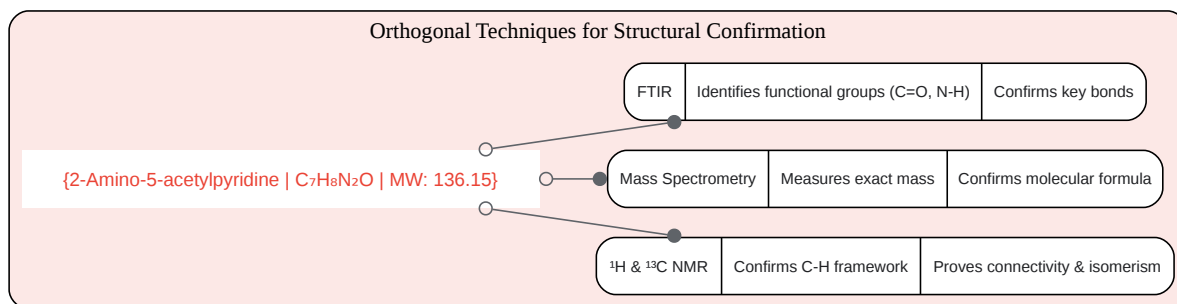 Orthogonal Techniques for Structural Confirmation
FTIR | Identifies functional groups (C=O, N-H) | Confirms key bonds
{2-Amino-5-acetylpyridine | C₇H₈N₂O | MW: 136.15}
Mass Spectrometry | Measures exact mass | Confirms molecular formula
¹H & ¹³C NMR | Confirms C-H framework | Proves connectivity & isomerism